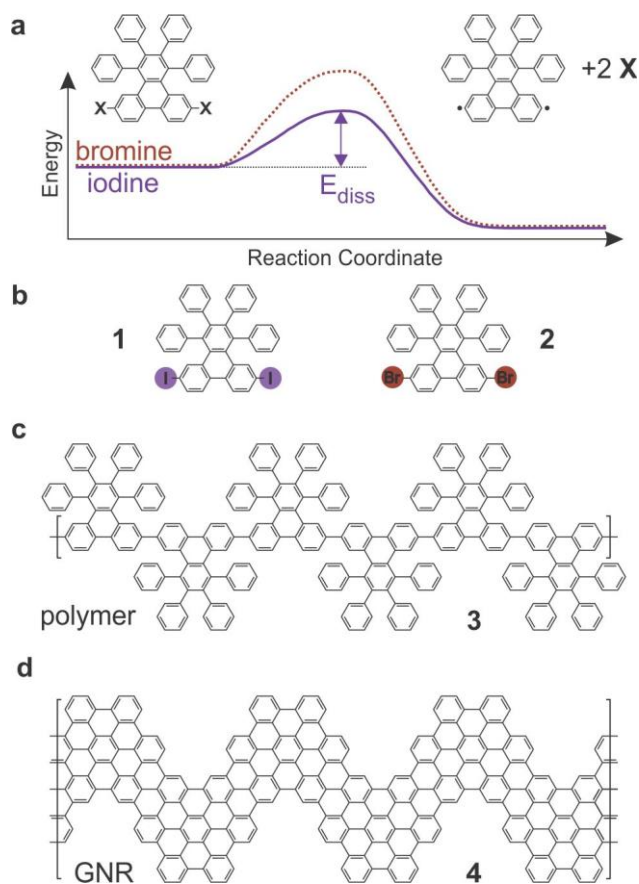 a
X X
+2 X
bromine
iodine
E_diss
Energy
Reaction Coordinate
b
1
2
I I
Br Br
c
polymer
3
d
GNR
4